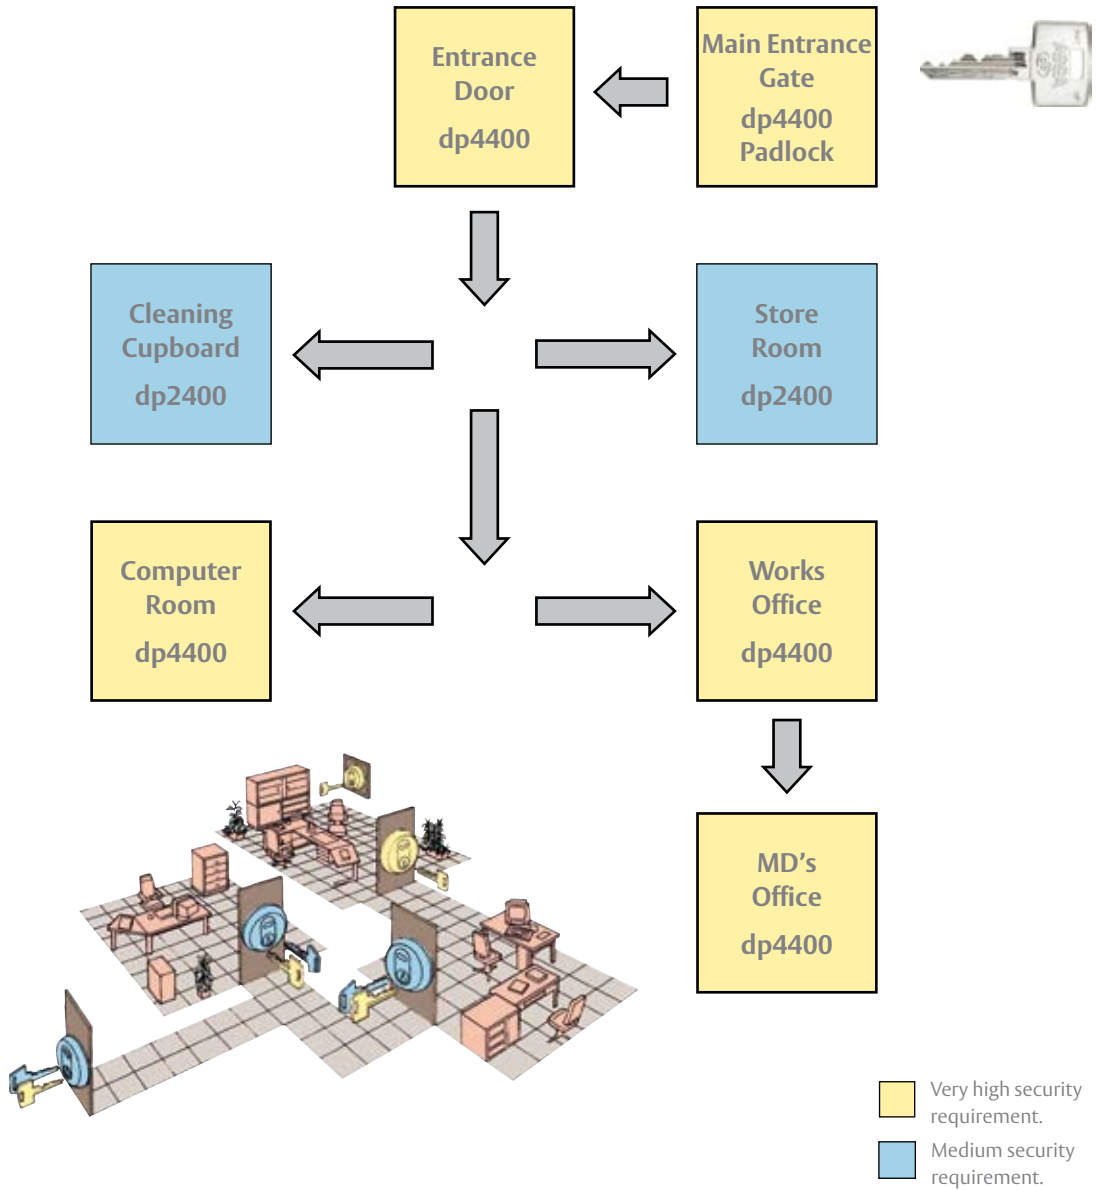 Entrance
Door
dp4400
Main Entrance
Gate
dp4400
Padlock
Cleaning
Cupboard
dp2400
Store
Room
dp2400
Computer
Room
dp4400
Works
Office
dp4400
MD’s
Office
dp4400
Very high security
requirement.
Medium security
requirement.